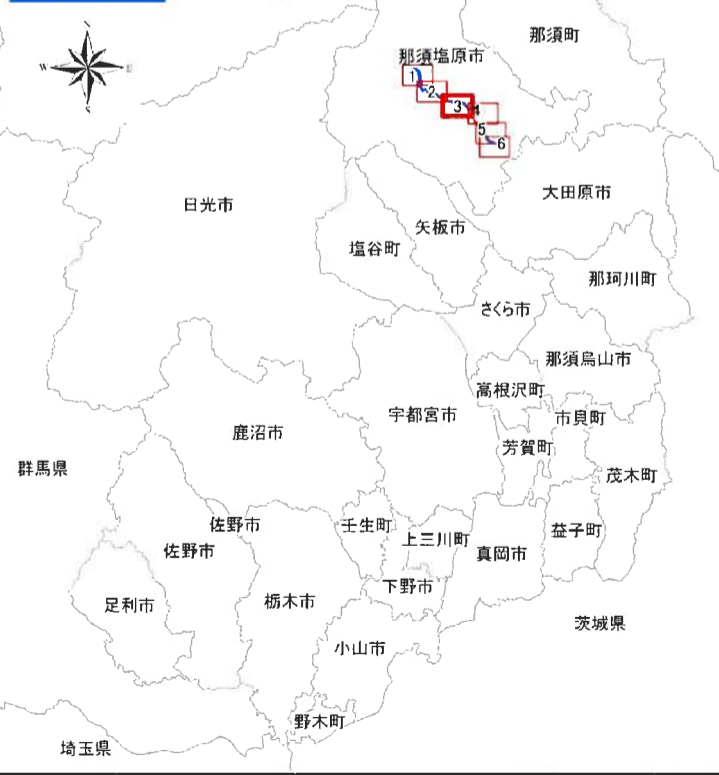 那須町
那須塩原市
N
W
E
S
1
2
3
4
5
6
大田原市
日光市
矢板市
塩谷町
那珂川町
さくら市
那須烏山市
高根沢町
宇都宮市
市貝町
鹿沼市
芳賀町
群馬県
茂木町
佐野市
壬生町
上三川町
益子町
佐野市
真岡市
下野市
足利市
栃木市
茨城県
小山市
野木町
埼玉県